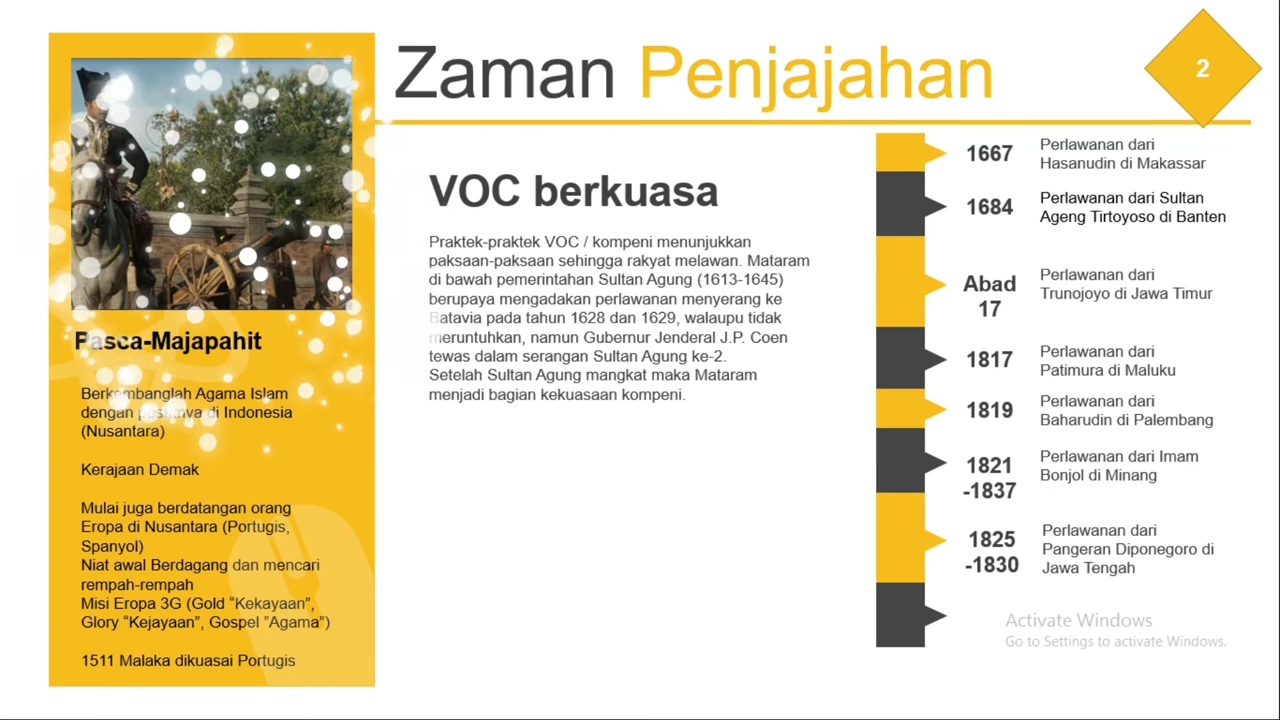 Zaman Penjajahan
2
Pasca-Majapahit
Berkembanglah Agama Islam
dengan pesatnya di Indonesia
(Nusantara)
Kerajaan Demak
Mulai juga berdatangan orang
Eropa di Nusantara (Portugis,
Spanyol)
Niat awal Berdagang dan mencari
rempah-rempah
Misi Eropa 3G (Gold “Kekayaan”,
Glory “Kejayaan”, Gospel ”Agama”)
1511 Malaka dikuasai Portugis
VOC berkuasa
Praktek-praktek VOC / kompeni menunjukkan
paksaan-paksaan sehingga rakyat melawan. Mataram
di bawah pemerintahan Sultan Agung (1613-1645)
berupaya mengadakan perlawanan menyerang ke
Batavia pada tahun 1628 dan 1629, walaupu tidak
meruntuhkan, namun Gubernur Jenderal J.P. Coen
tewas dalam serangan Sultan Agung ke-2.
Setelah Sultan Agung mangkat maka Mataram
menjadi bagian kekuasaan kompeni.
1667
Perlawanan dari
Hasanudin di Makassar
1684
Perlawanan dari Sultan
Ageng Tirtoyoso di Banten
Abad
17
Perlawanan dari
Trunojoyo di Jawa Timur
1817
Perlawanan dari
Patimura di Maluku
1819
Perlawanan dari
Baharudin di Palembang
1821
-1837
Perlawanan dari Imam
Bonjol di Minang
1825
-1830
Perlawanan dari
Pangeran Diponegoro di
Jawa Tengah
Activate Windows
Go to Settings to activate Windows.